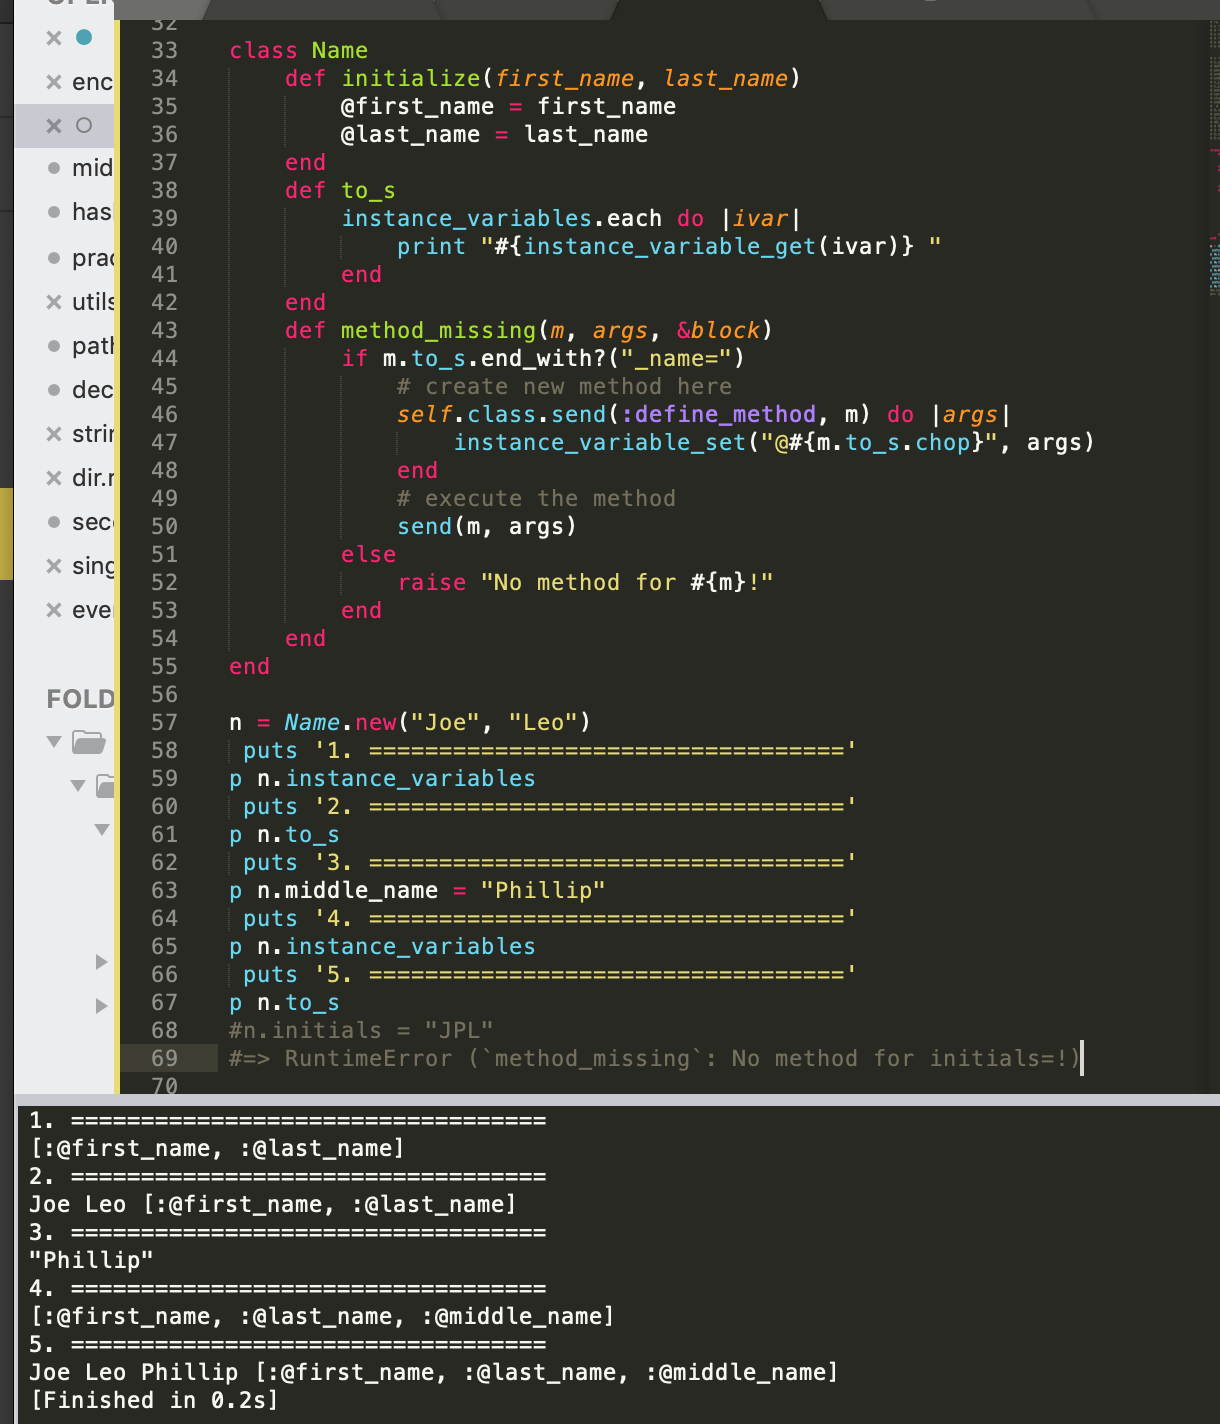 enc
mid
has
prac
utils
path
dec
strin
dir.r
sec
sing
ever
FOLD
32
33 class Name
34 def initialize(first_name, last_name)
35 @first_name = first_name
36 @last_name = last_name
37 end
38 def to_s
39 instance_variables.each do |ivar|
40 print "#{instance_variable_get(ivar)} "
41 end
42 end
43 def method_missing(m, args, &block)
44 if m.to_s.end_with?("_name=")
45 # create new method here
46 self.class.send(:define_method, m) do |args|
47 instance_variable_set("@#{m.to_s.chop}", args)
48 end
49 # execute the method
50 send(m, args)
51 else
52 raise "No method for #{m}!"
53 end
54 end
55 end
56
57 n = Name.new("Joe", "Leo")
58 puts '1. =================================='
59 p n.instance_variables
60 puts '2. =================================='
61 p n.to_s
62 puts '3. =================================='
63 p n.middle_name = "Phillip"
64 puts '4. =================================='
65 p n.instance_variables
66 puts '5. =================================='
67 p n.to_s
68 #n.initials = "JPL"
69 #=> RuntimeError (`method_missing`: No method for initials=!)
70
1. ==================================
[:@first_name, :@last_name]
2. ==================================
Joe Leo [:@first_name, :@last_name]
3. ==================================
"Phillip"
4. ==================================
[:@first_name, :@last_name, :@middle_name]
5. ==================================
Joe Leo Phillip [:@first_name, :@last_name, :@middle_name]
[Finished in 0.2s]